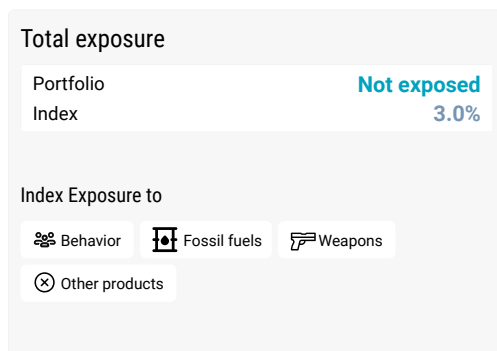 Total exposure
Portfolio Not exposed
Index 3.0%
Index Exposure to
Behavior Fossil fuels Weapons
Other products